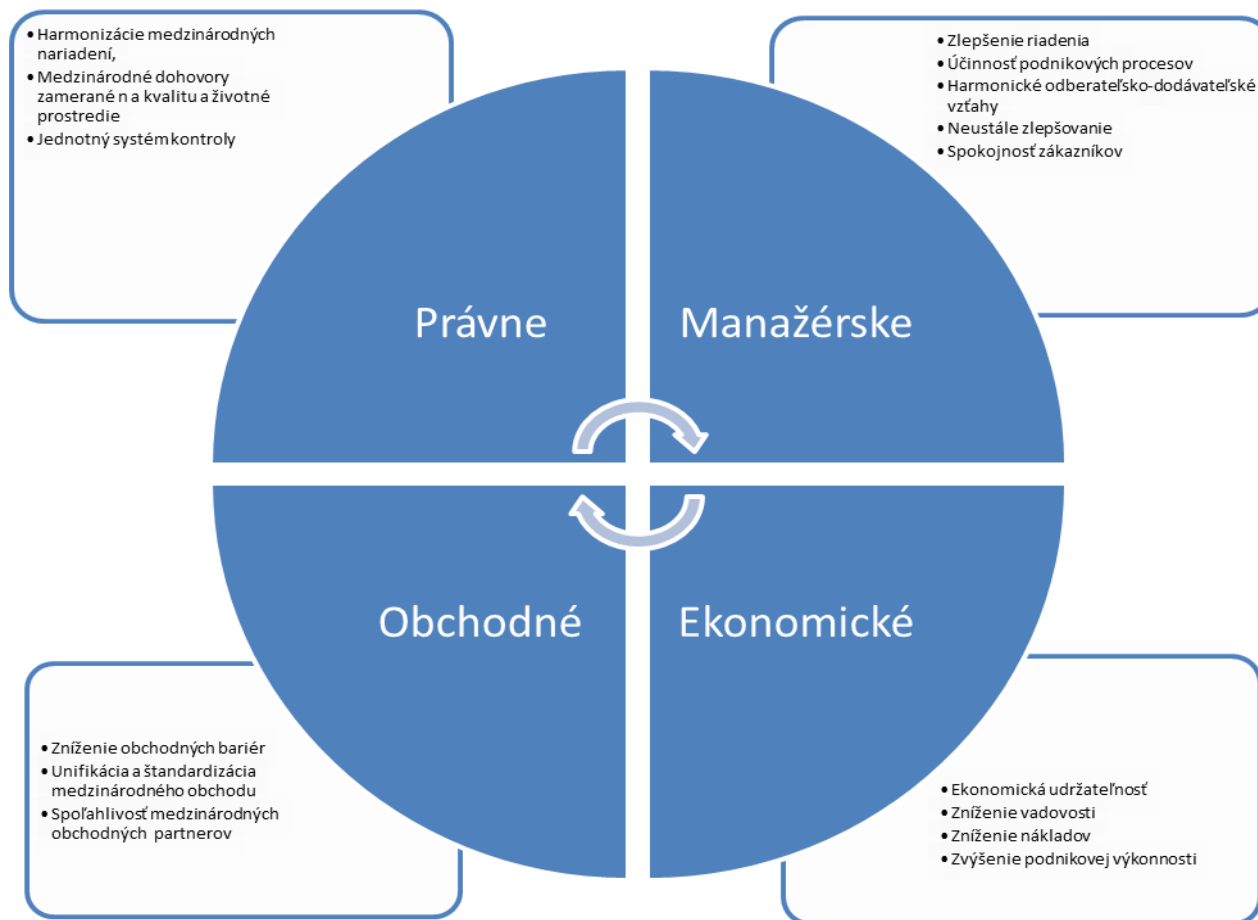 • Harmonizácie medzinárodných
nariadení,
• Medzinárodné dohovory
zamerané n a kvalitu a životné
prostredie
• Jednotný systém kontroly
• Zlepšenie riadenia
• Účinnosť podnikových procesov
• Harmonické odberateľsko-dodávateľské
vzťahy
• Neustále zlepšovanie
• Spokojnosť zákazníkov
Právne
Manažérske
Obchodné
Ekonomické
• Zníženie obchodných bariér
• Unifikácia a štandardizácia
medzinárodného obchodu
• Spoľahlivosť medzinárodných
obchodných partnerov
• Ekonomická udržateľnosť
• Zníženie vadovosti
• Zníženie nákladov
• Zvýšenie podnikovej výkonnosti